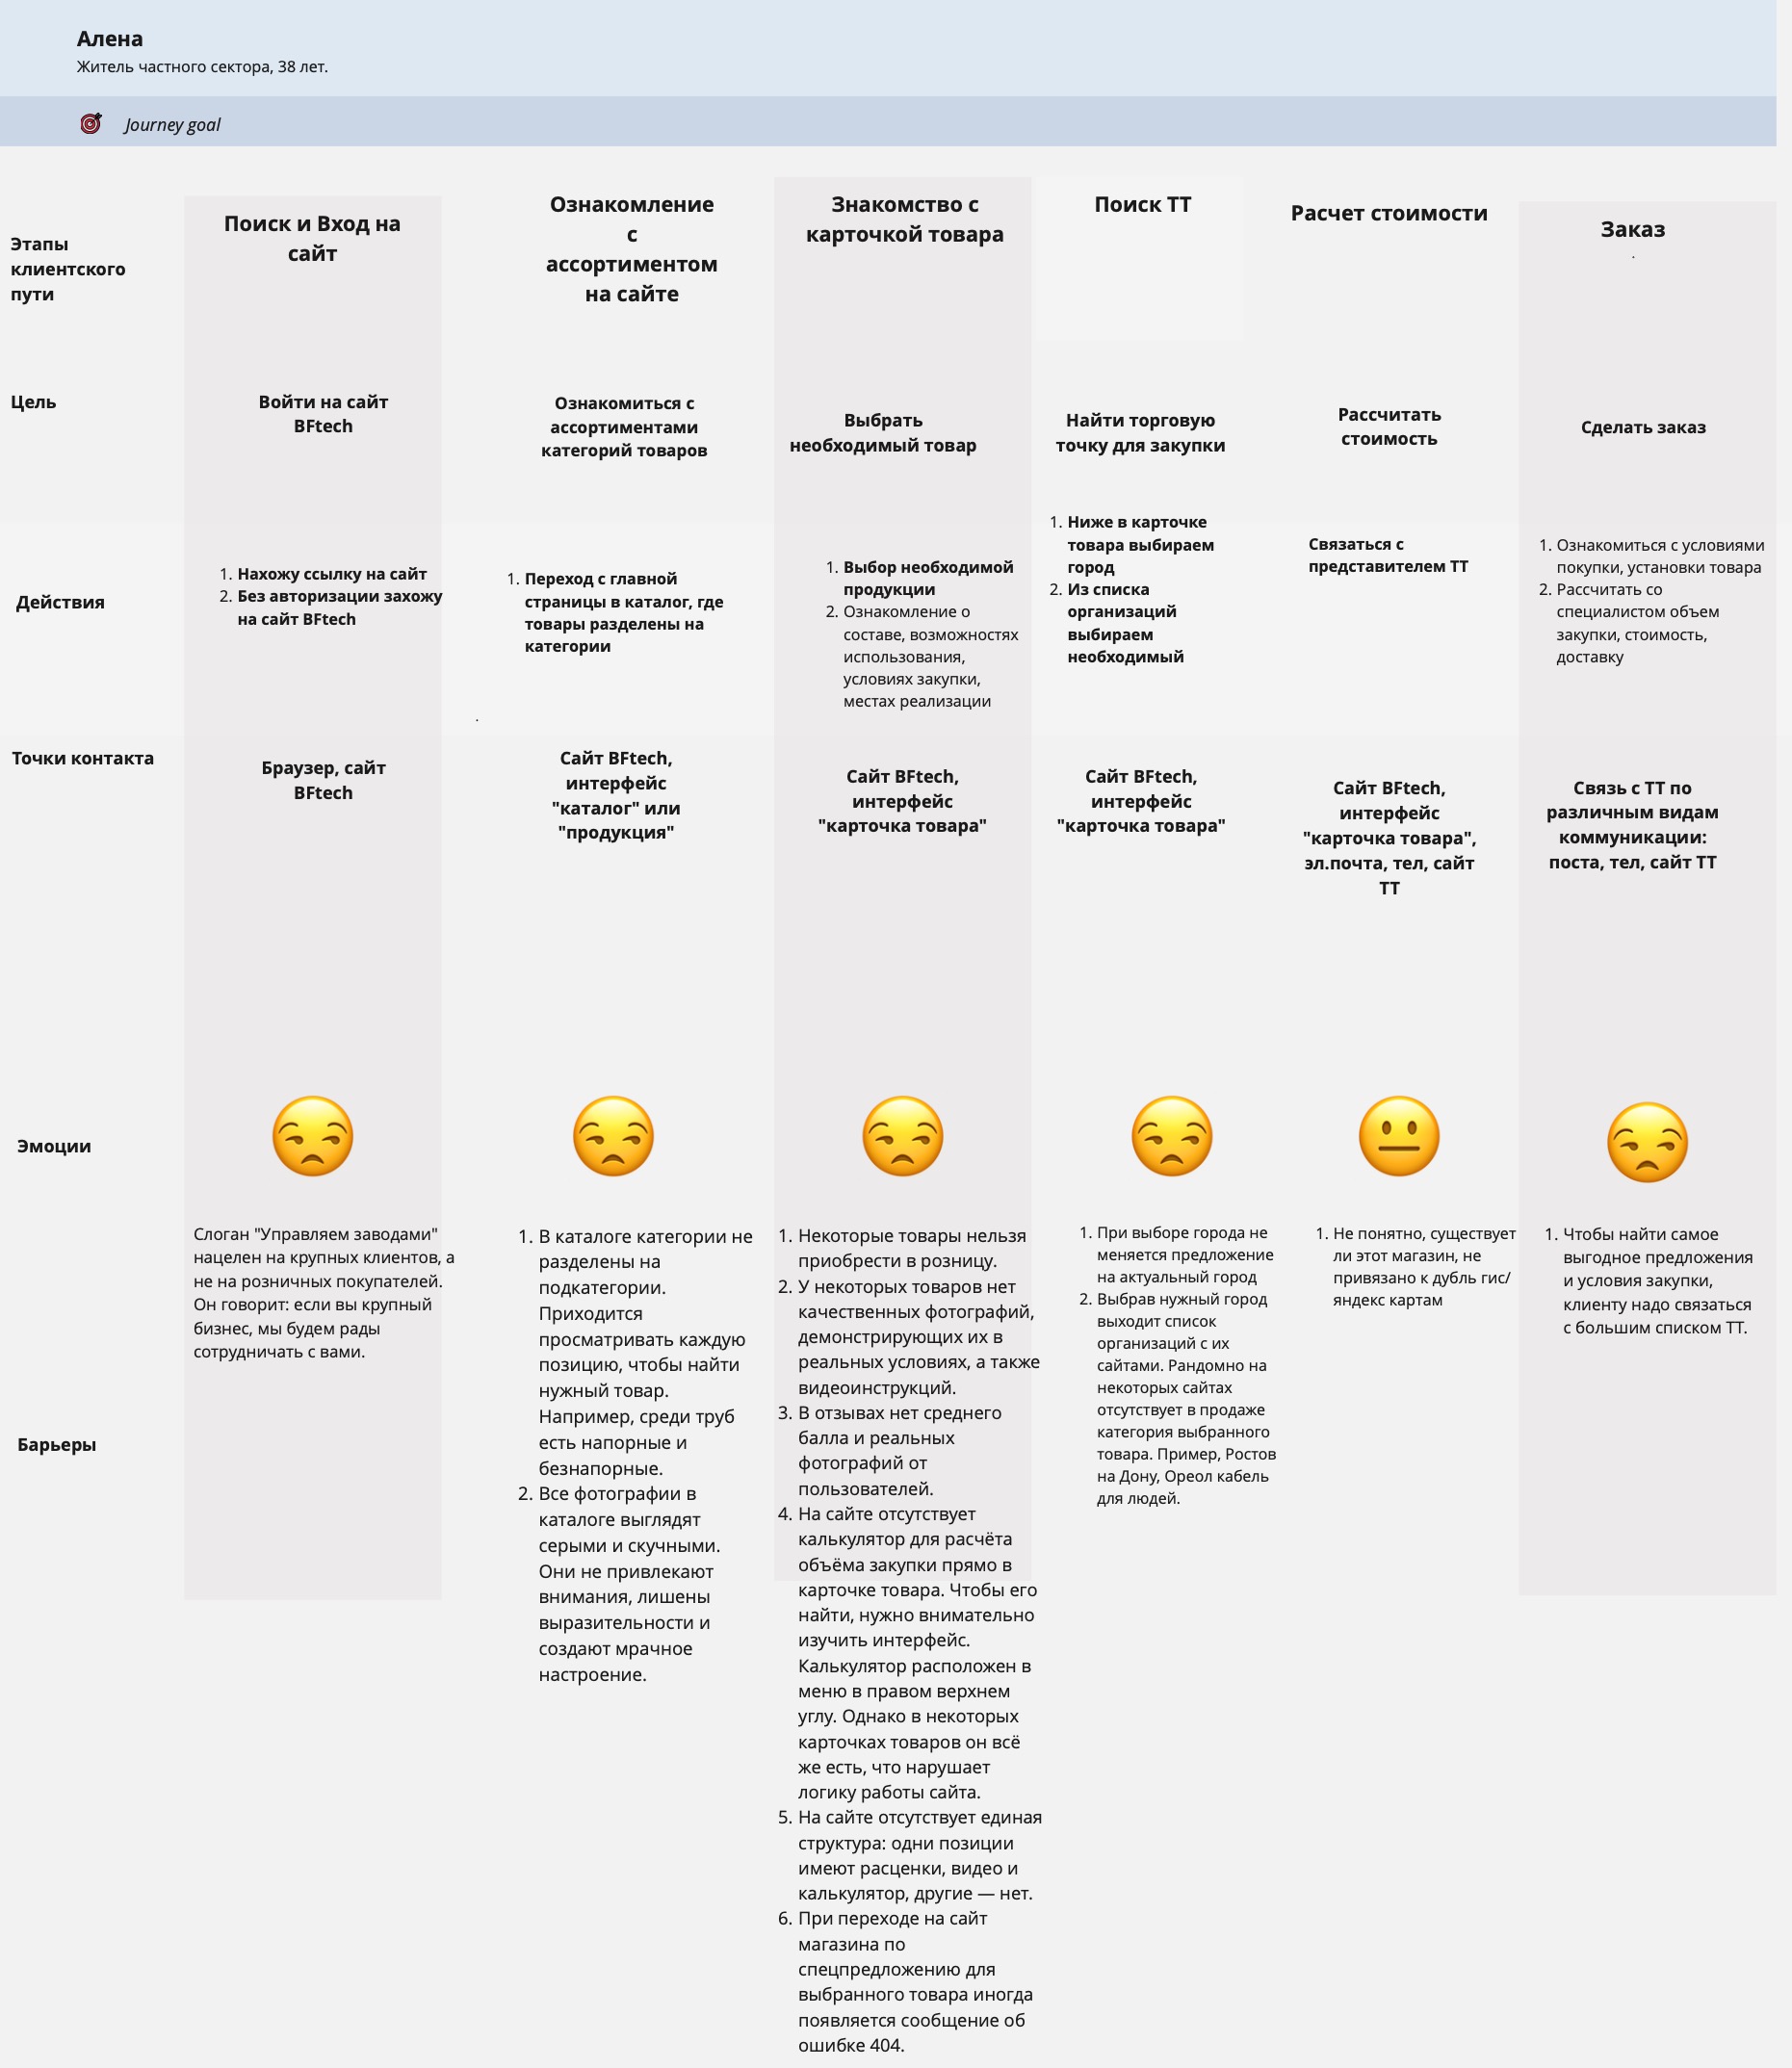 Алена
Житель частного сектора, 38 лет.
Journey goal
Этапы
клиентского
пути
Поиск и Вход на
сайт
Ознакомление
с
ассортиментом
на сайте
Знакомство с
карточкой товара
Поиск ТТ
Расчет стоимости
Заказ
.
Цель
Войти на сайт
BFtech
Ознакомиться с
ассортиментами
категорий товаров
Выбрать
необходимый товар
Найти торговую
точку для закупки
Рассчитать
стоимость
Сделать заказ
Действия
1. Нахожу ссылку на сайт
2. Без авторизации захожу
на сайт BFtech
1. Переход с главной
страницы в каталог, где
товары разделены на
категории
.
1. Выбор необходимой
продукции
2. Ознакомление о
составе, возможностях
использования,
условиях закупки,
местах реализации
1. Ниже в карточке
товара выбираем
город
2. Из списка
организаций
выбираем
необходимый
Связаться с
представителем ТТ
1. Ознакомиться с условиями
покупки, установки товара
2. Рассчитать со
специалистом объем
закупки, стоимость,
доставку
Точки контакта
Браузер, сайт
BFtech
Сайт BFtech,
интерфейс
"каталог" или
"продукция"
Сайт BFtech,
интерфейс
"карточка товара"
Сайт BFtech,
интерфейс
"карточка товара"
Сайт BFtech,
интерфейс
"карточка товара",
эл.почта, тел, сайт
ТТ
Связь с ТТ по
различным видам
коммуникации:
поста, тел, сайт ТТ
Эмоции
Барьеры
Слоган "Управляем заводами"
нацелен на крупных клиентов, а
не на розничных покупателей.
Он говорит: если вы крупный
бизнес, мы будем рады
сотрудничать с вами.
1. В каталоге категории не
разделены на
подкатегории.
Приходится
просматривать каждую
позицию, чтобы найти
нужный товар.
Например, среди труб
есть напорные и
безнапорные.
2. Все фотографии в
каталоге выглядят
серыми и скучными.
Они не привлекают
внимания, лишены
выразительности и
создают мрачное
настроение.
1. Некоторые товары нельзя
приобрести в розницу.
2. У некоторых товаров нет
качественных фотографий,
демонстрирующих их в
реальных условиях, а также
видеоинструкций.
3. В отзывах нет среднего
балла и реальных
фотографий от
пользователей.
4. На сайте отсутствует
калькулятор для расчёта
объёма закупки прямо в
карточке товара. Чтобы его
найти, нужно внимательно
изучить интерфейс.
Калькулятор расположен в
меню в правом верхнем
углу. Однако в некоторых
карточках товаров он всё
же есть, что нарушает
логику работы сайта.
5. На сайте отсутствует единая
структура: одни позиции
имеют расценки, видео и
калькулятор, другие — нет.
6. При переходе на сайт
магазина по
спецпредложению для
выбранного товара иногда
появляется сообщение об
ошибке 404.
1. При выборе города не
меняется предложение
на актуальный город
2. Выбрав нужный город
выходит список
организаций с их
сайтами. Рандомно на
некоторых сайтах
отсутствует в продаже
категория выбранного
товара. Пример, Ростов
на Дону, Ореол кабель
для людей.
1. Не понятно, существует
ли этот магазин, не
привязано к дубль гис/
яндекс картам
1. Чтобы найти самое
выгодное предложения
и условия закупки,
клиенту надо связаться
с большим списком ТТ.